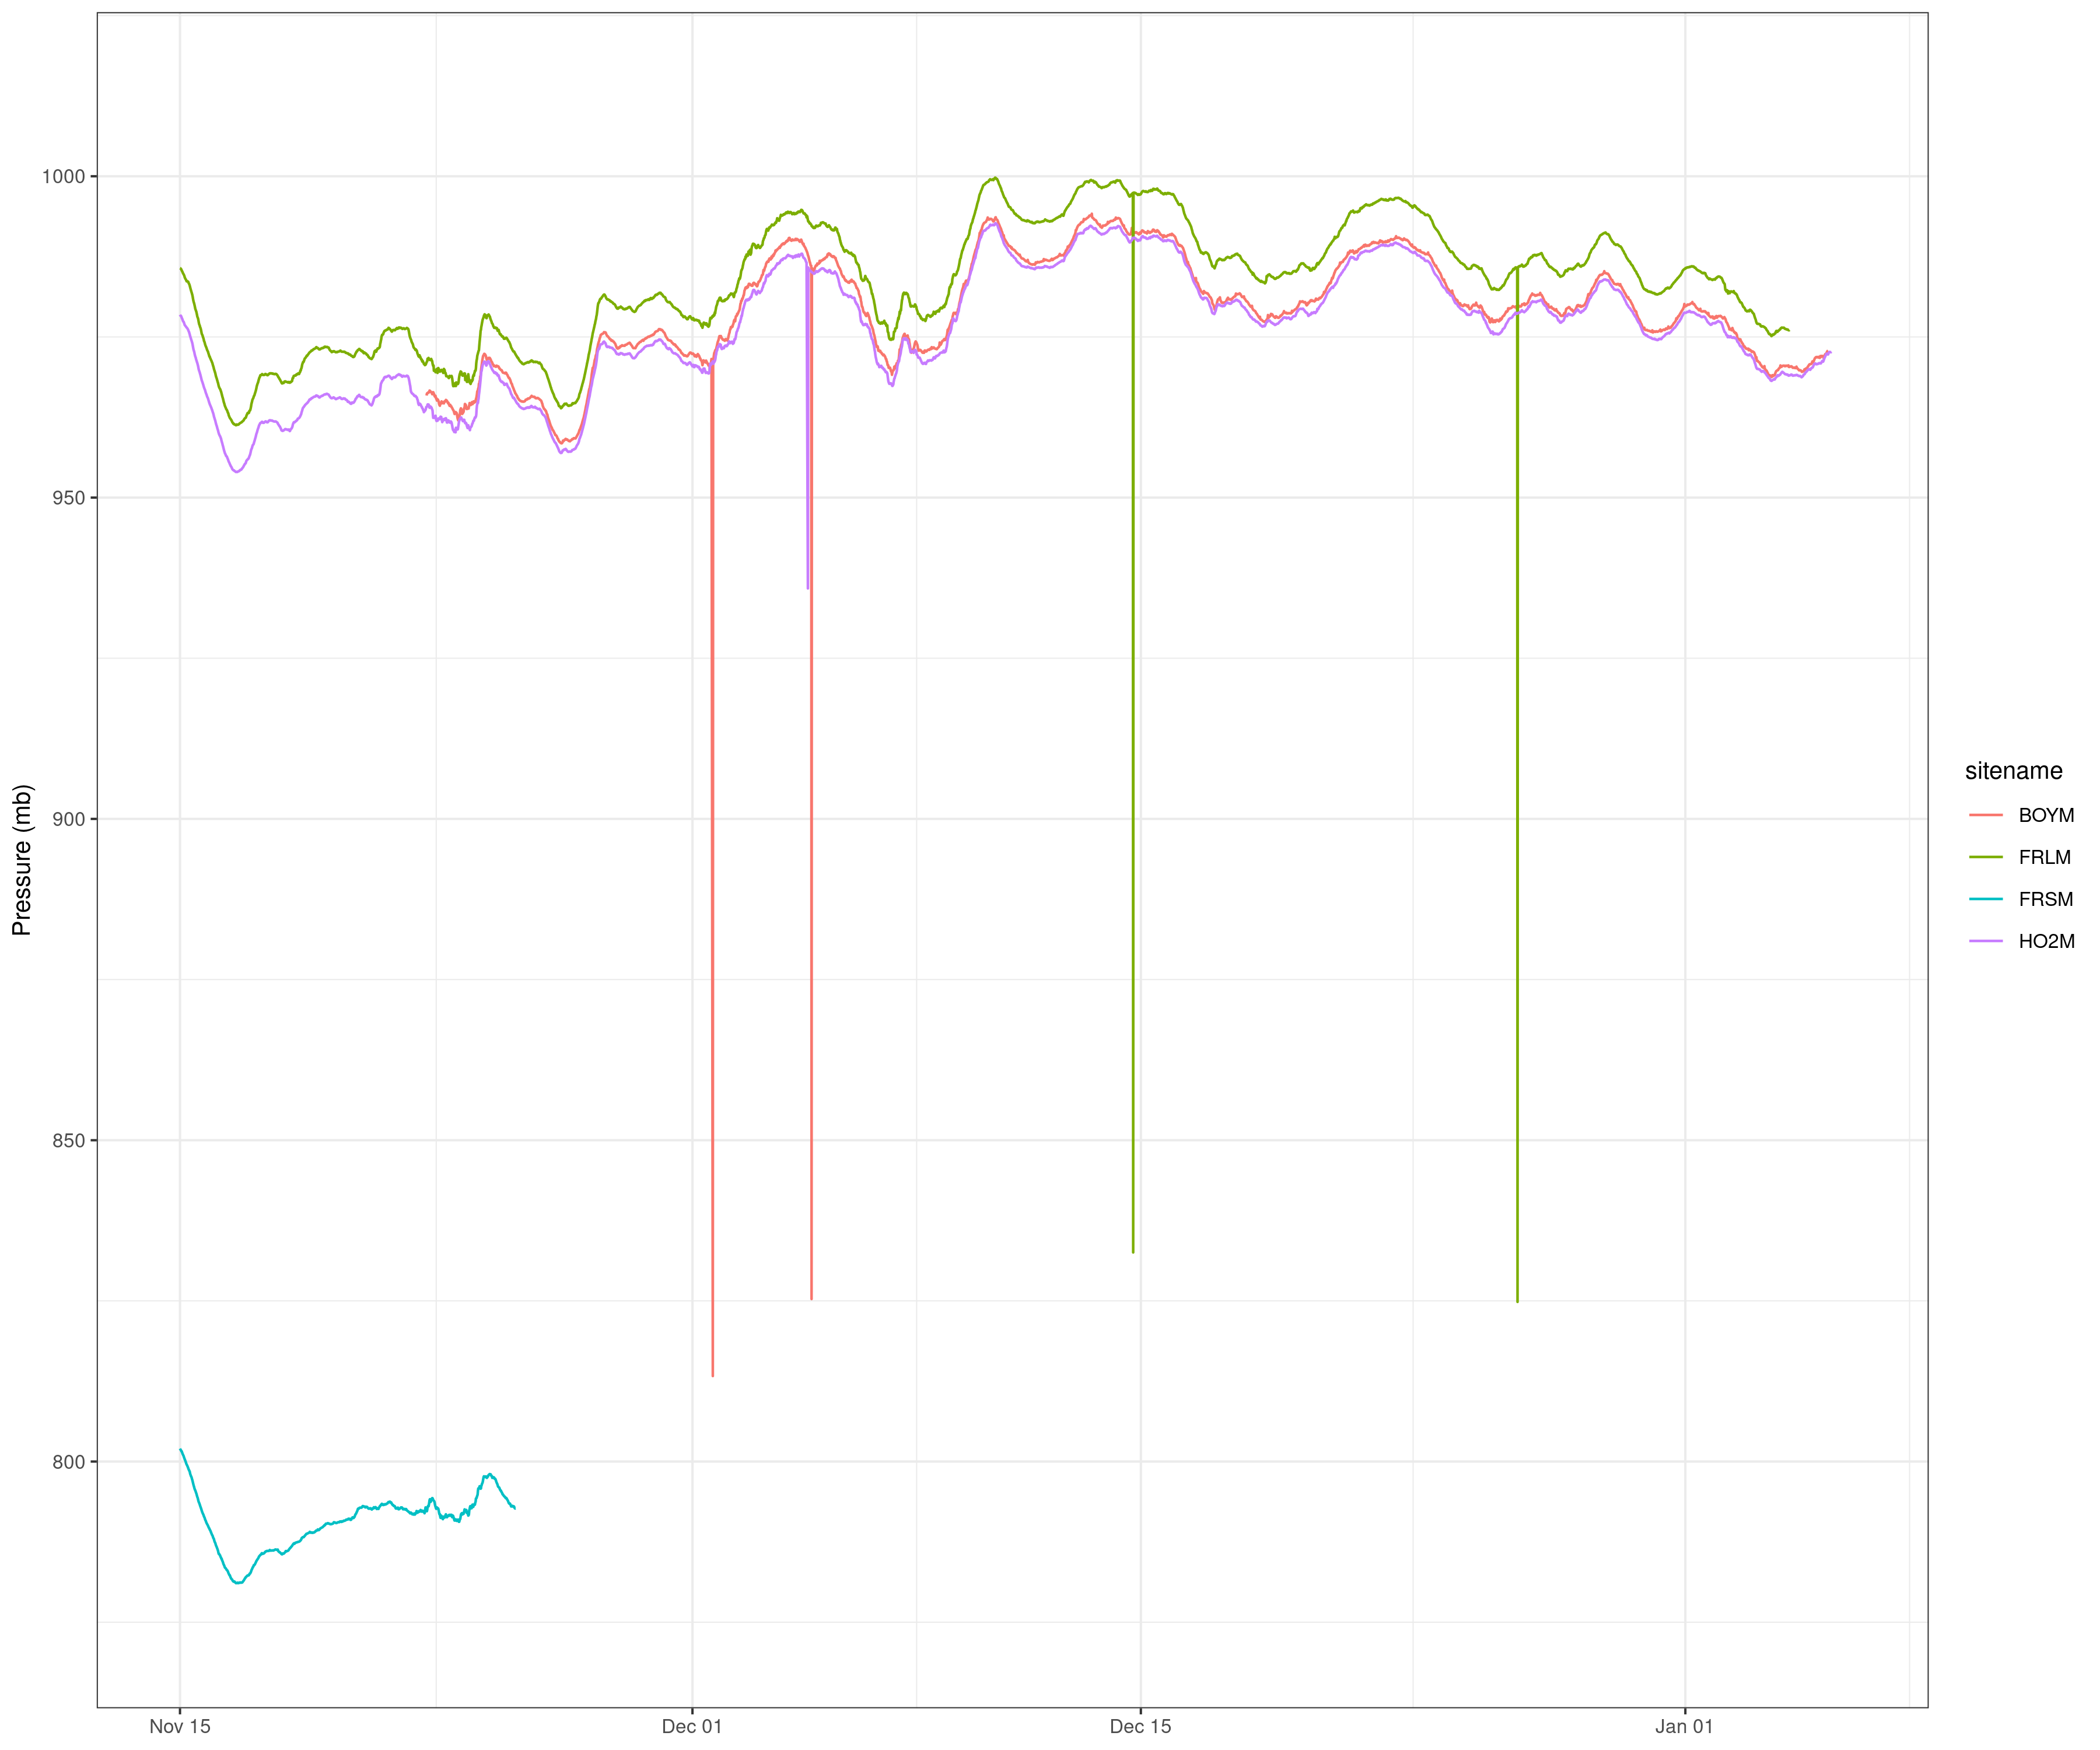 1000
950
900
850
800
Pressure (mb)
Nov 15
Dec 01
Dec 15
Jan 01
sitename
BOYM
FRLM
FRSM
HO2M